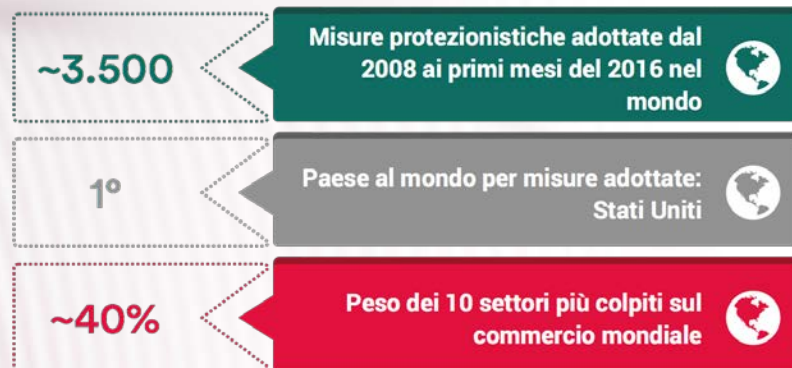 ~3.500
Misure protezionistiche adottate dal
2008 ai primi mesi del 2016 nel
mondo
1º
Paese al mondo per misure adottate:
Stati Uniti
~40%
Peso dei 10 settori più colpiti sul
commercio mondiale